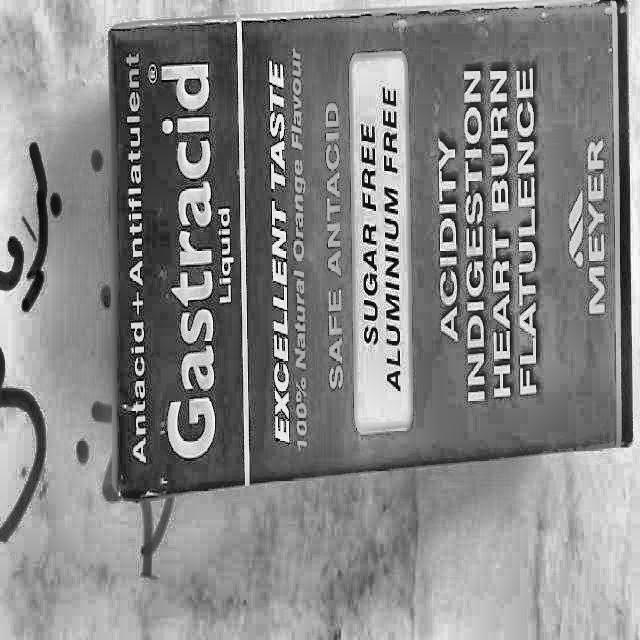 Antacid + Antiflatulent
Gastracid®
Liquid
EXCELLENT TASTE
100% Natural Orange Flavour
SAFE ANTACID
SUGAR FREE
ALUMINIUM FREE
ACIDITY
INDIGESTION
HEART BURN
FLATULENCE
MEYER